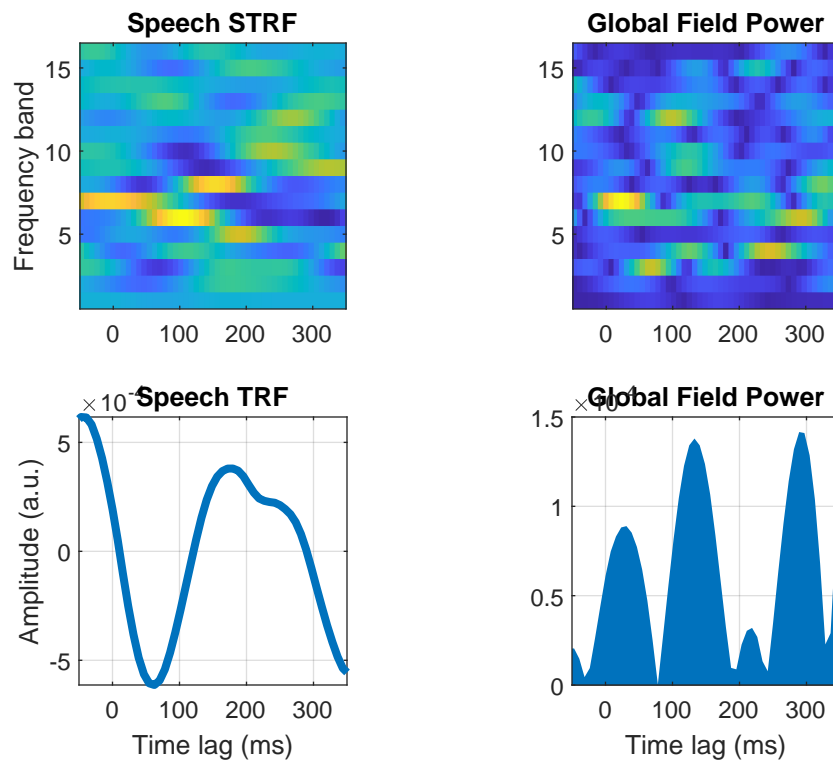 Speech STRF
Frequency band
15
10
5
0 100 200 300
Global Field Power
15
10
5
0 100 200 300
Speech TRF
× 10⁻⁴
Amplitude (a.u.)
5
0
-5
0 100 200 300
Time lag (ms)
Global Field Power
1.5
1
0.5
0
0 100 200 300
Time lag (ms)